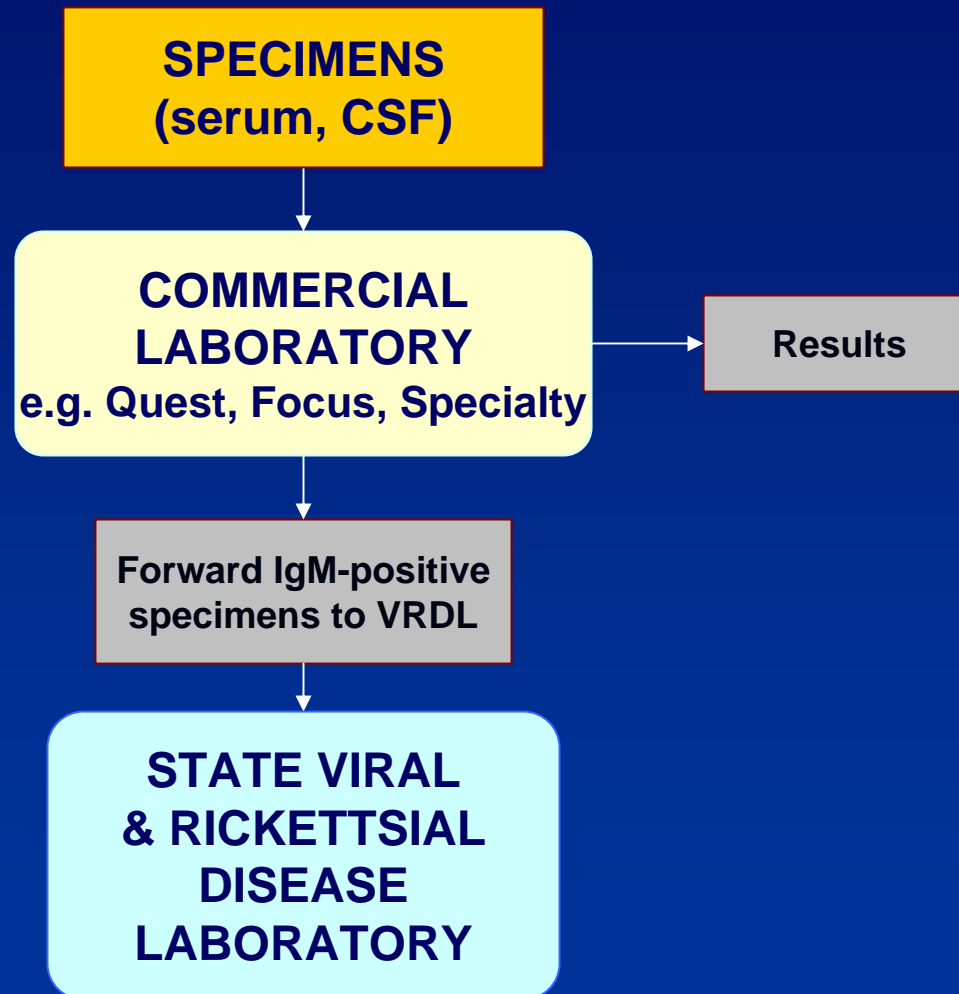 SPECIMENS
(serum, CSF)
COMMERCIAL
LABORATORY
e.g. Quest, Focus, Specialty
Results
Forward IgM-positive
specimens to VRDL
STATE VIRAL
& RICKETTSIAL
DISEASE
LABORATORY